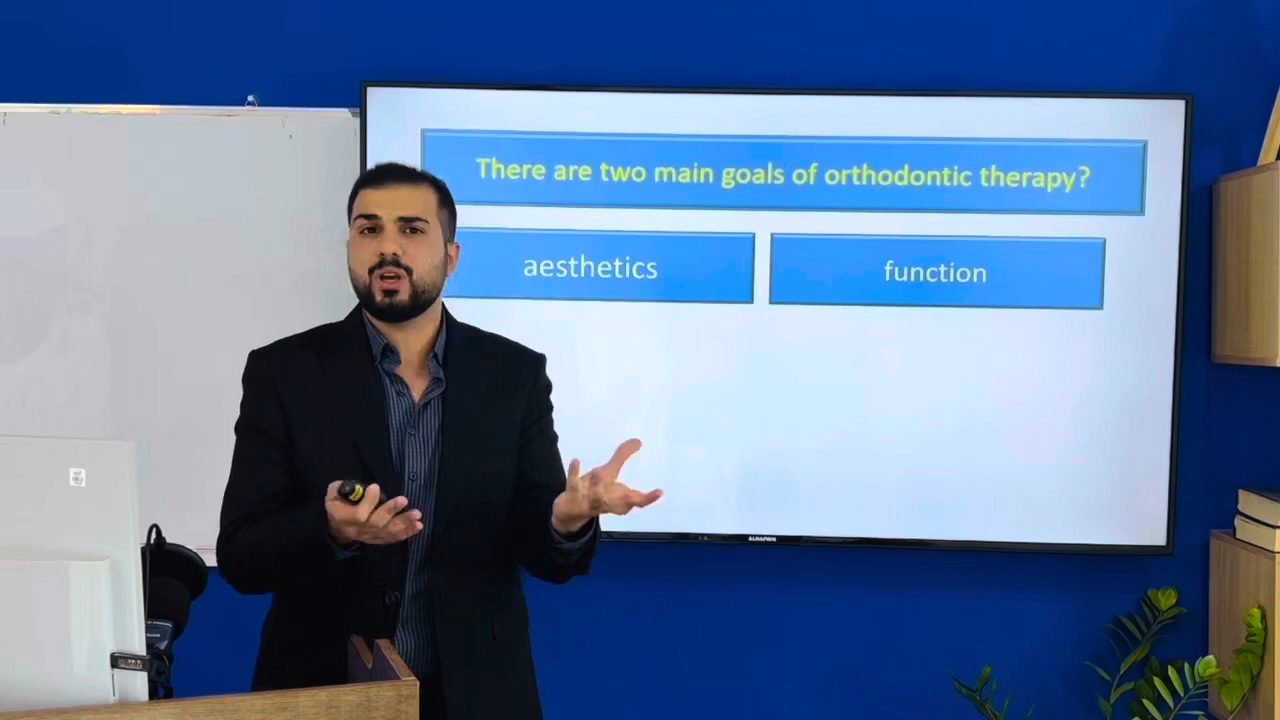 There are two main goals of orthodontic therapy?
aesthetics
function